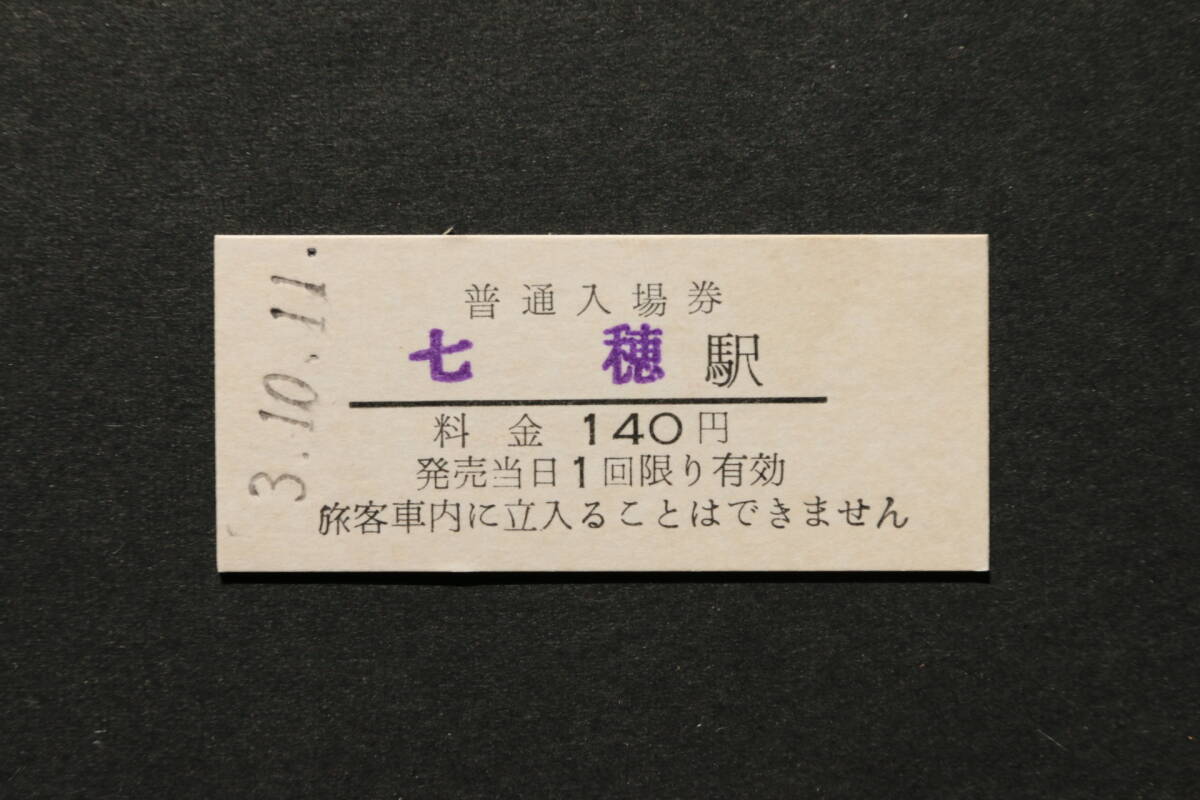 3.10.11.
普通入場券
七穂駅
料金 140円
発売当日1回限り有効
旅客車内に立入ることはできません